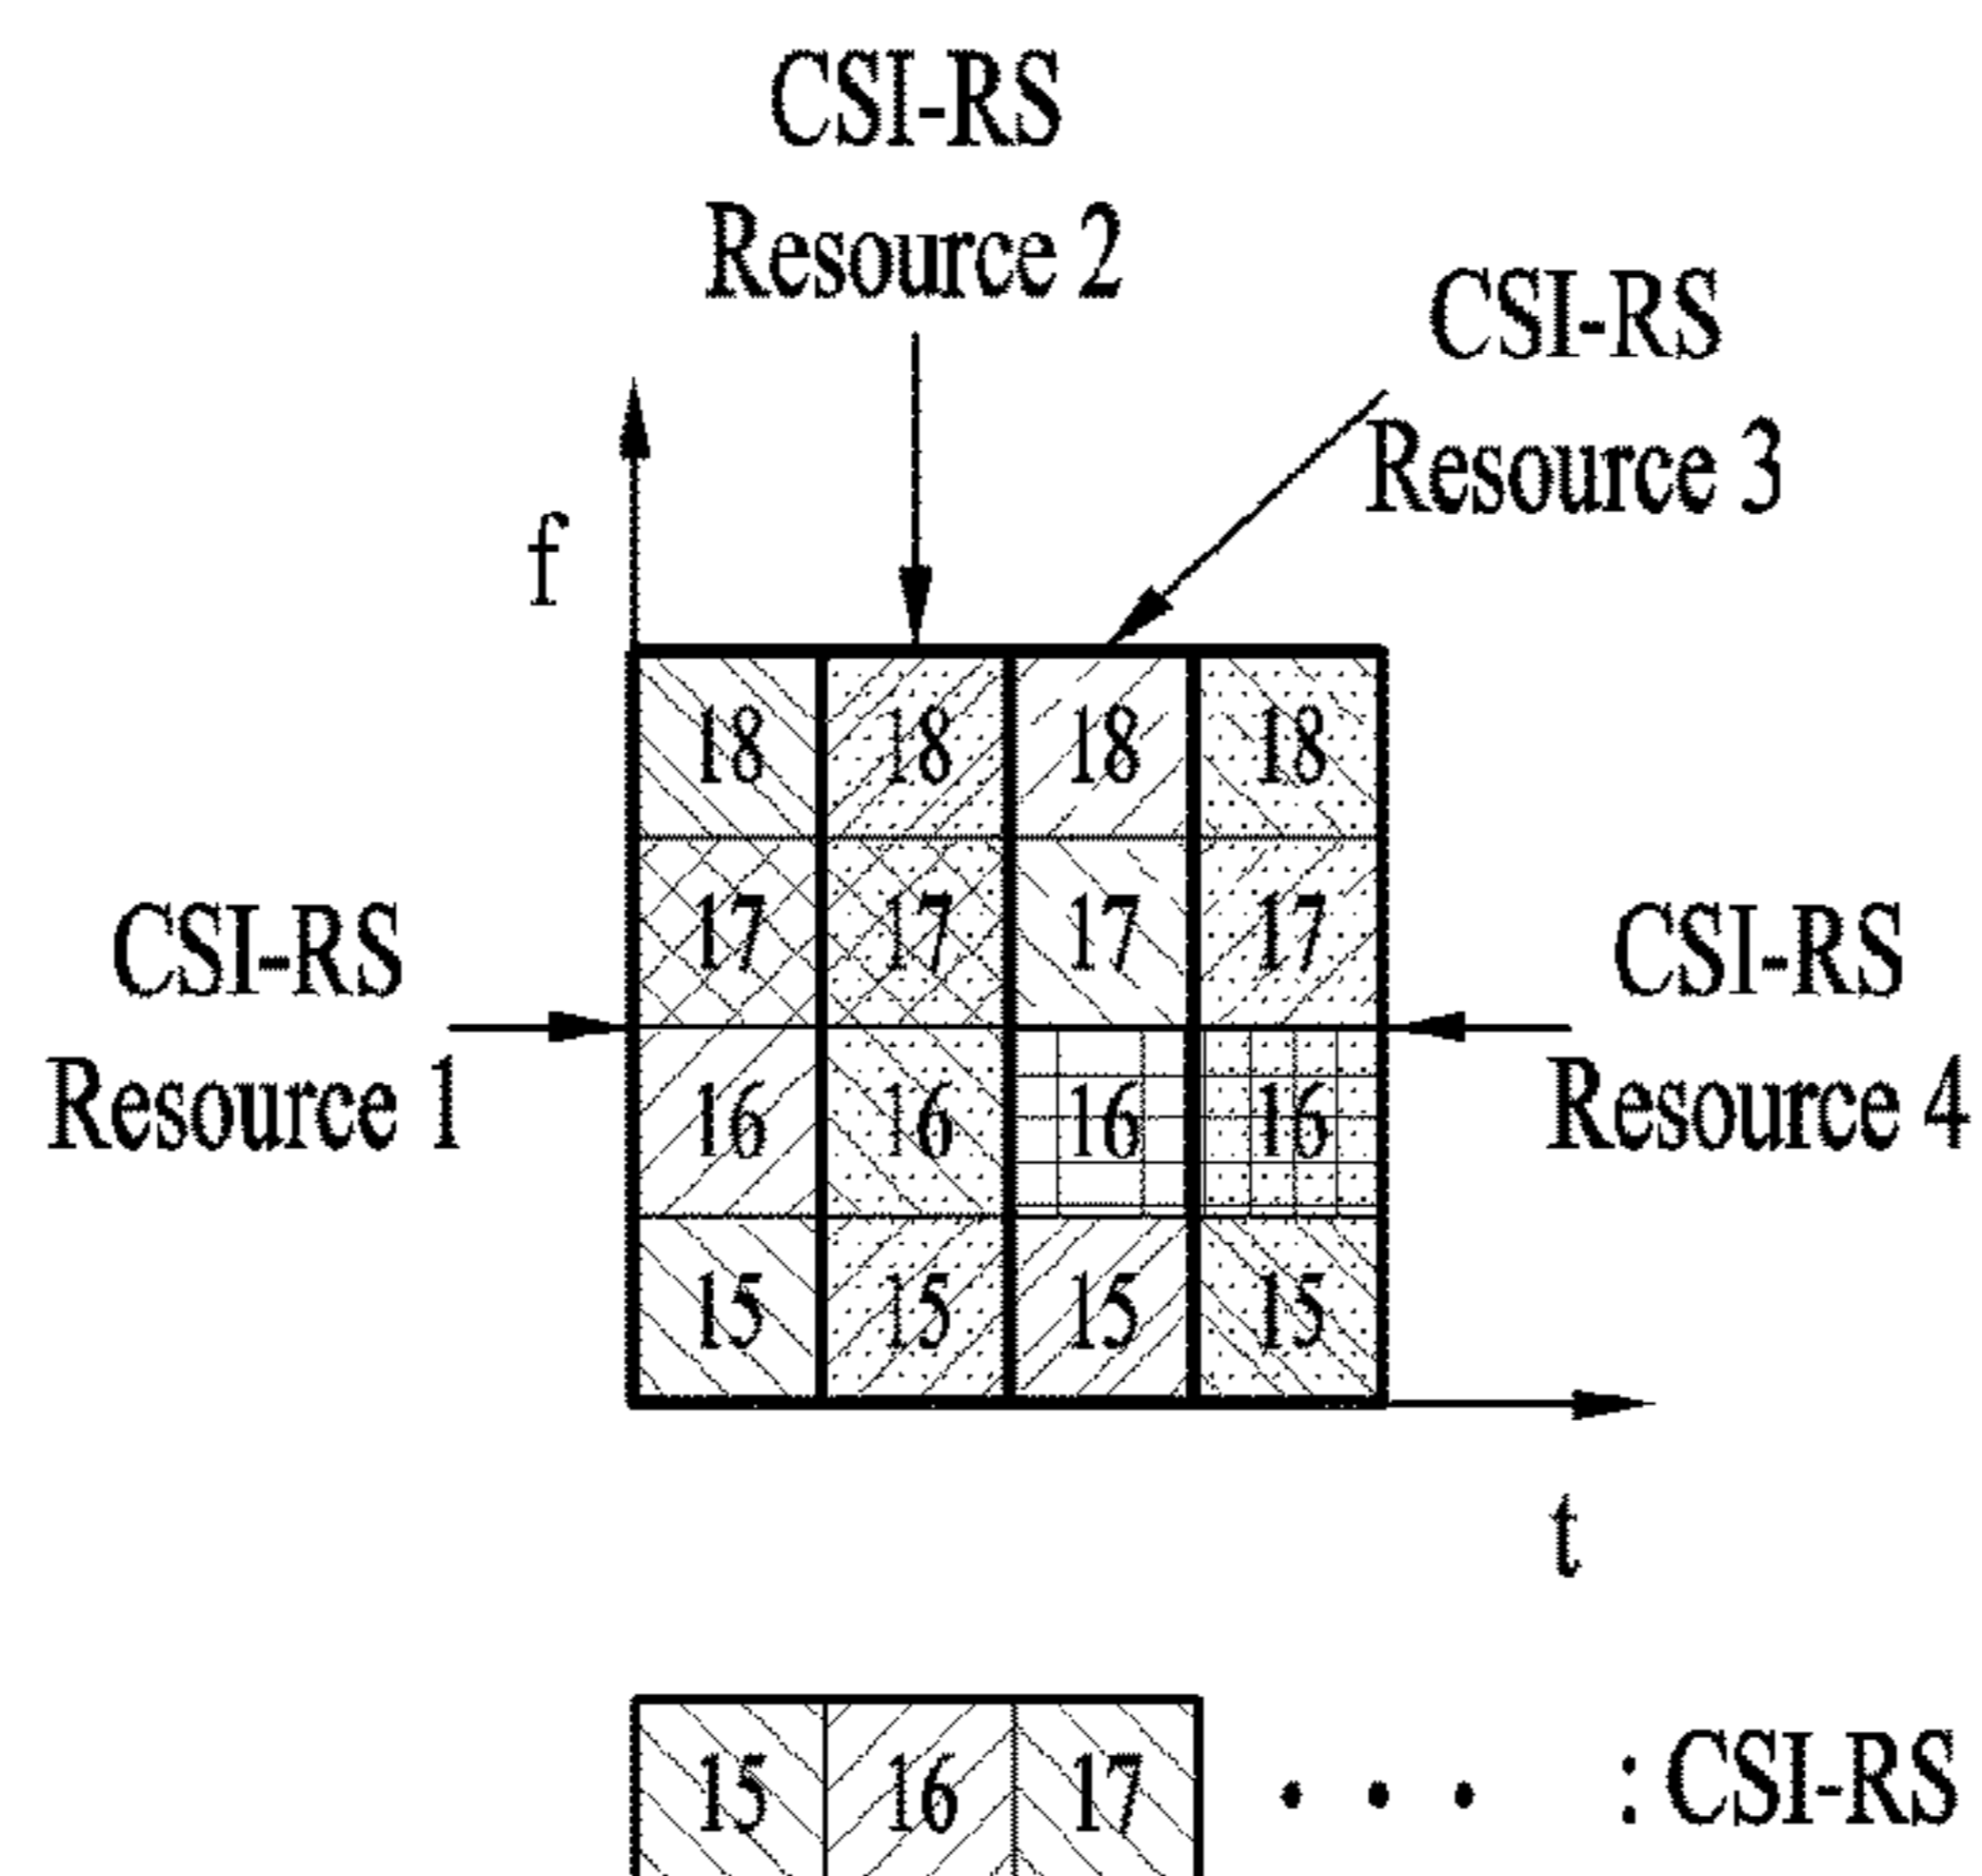 CSI-RS
Resource 2
CSI-RS
Resource 3
f
18 18 18 18
17 17 17 17
CSI-RS
Resource 1
CSI-RS
Resource 4
16 16 16 16
15 15 15 15
t
15 16 17 • • • : CSI-RS